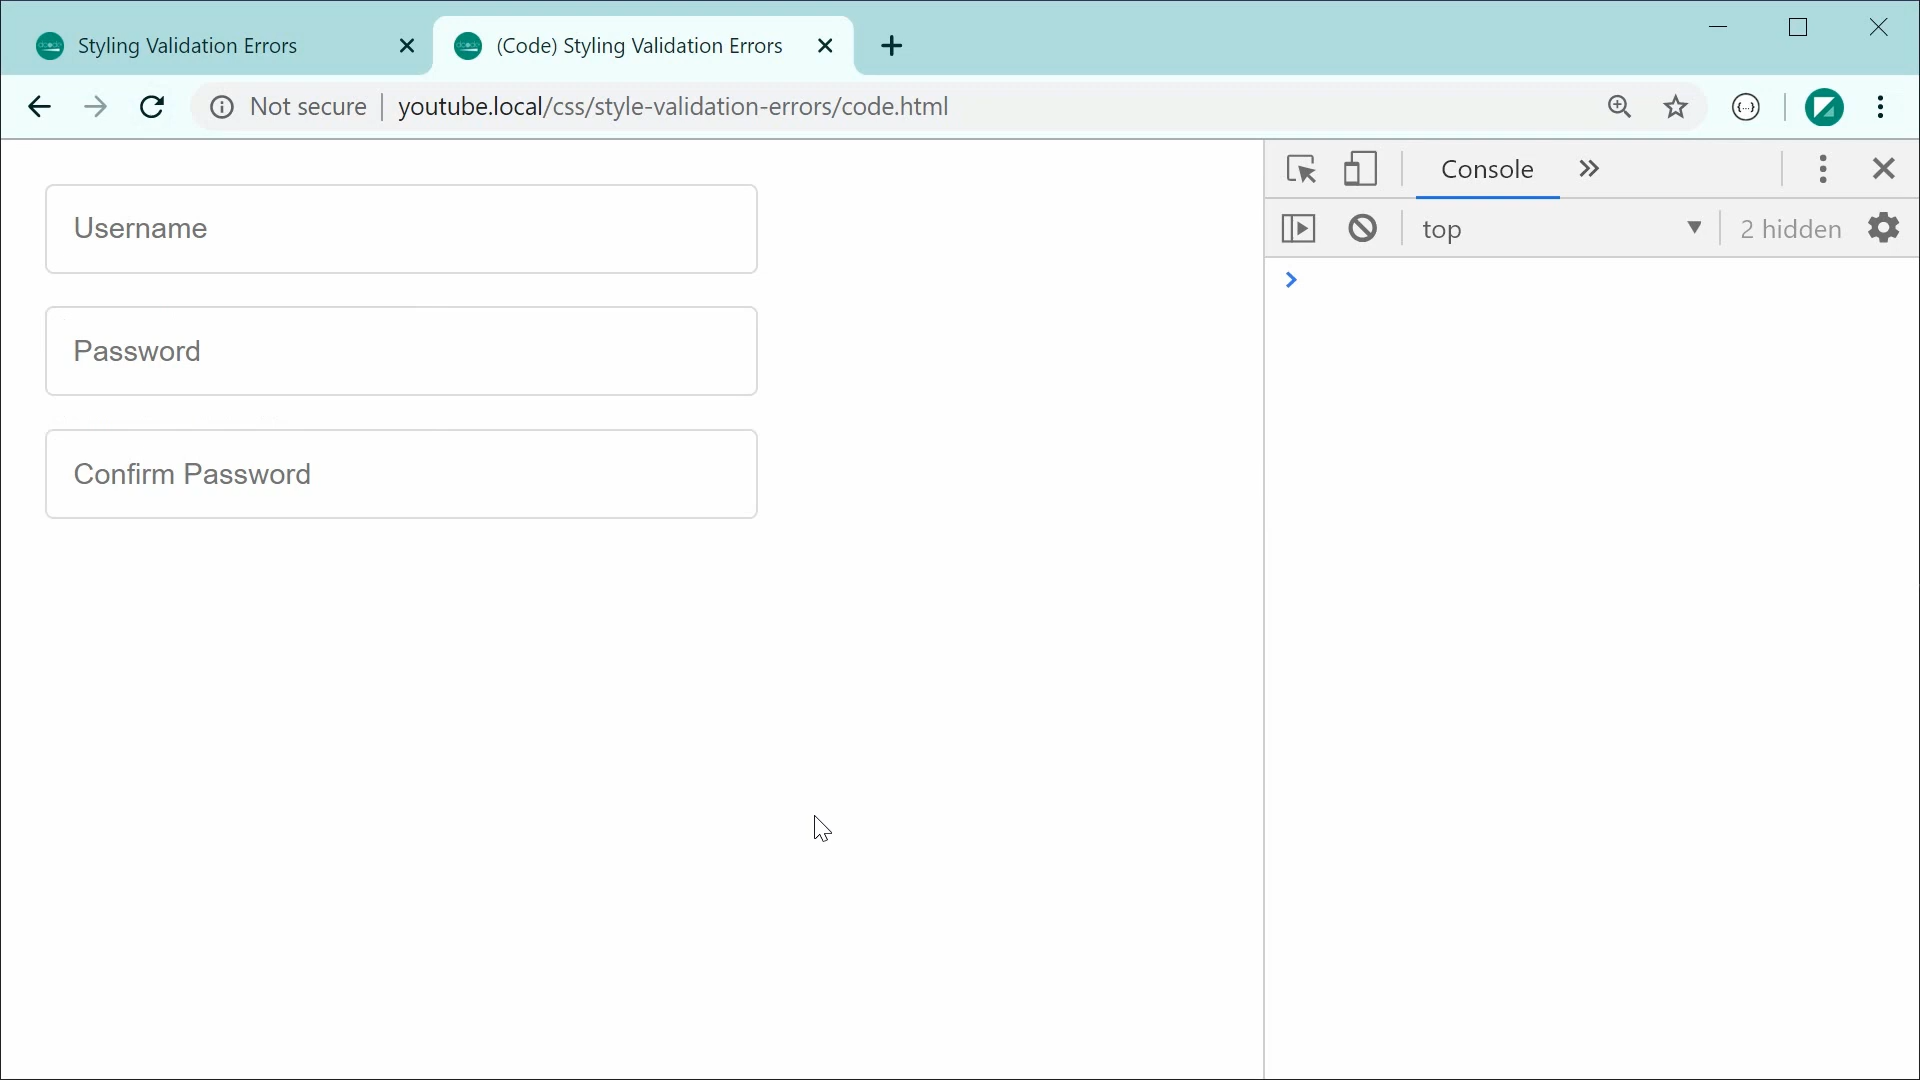 Styling Validation Errors
(Code) Styling Validation Errors
Not secure
youtube.local/css/style-validation-errors/code.html
Console
top
2 hidden
Username
Password
Confirm Password